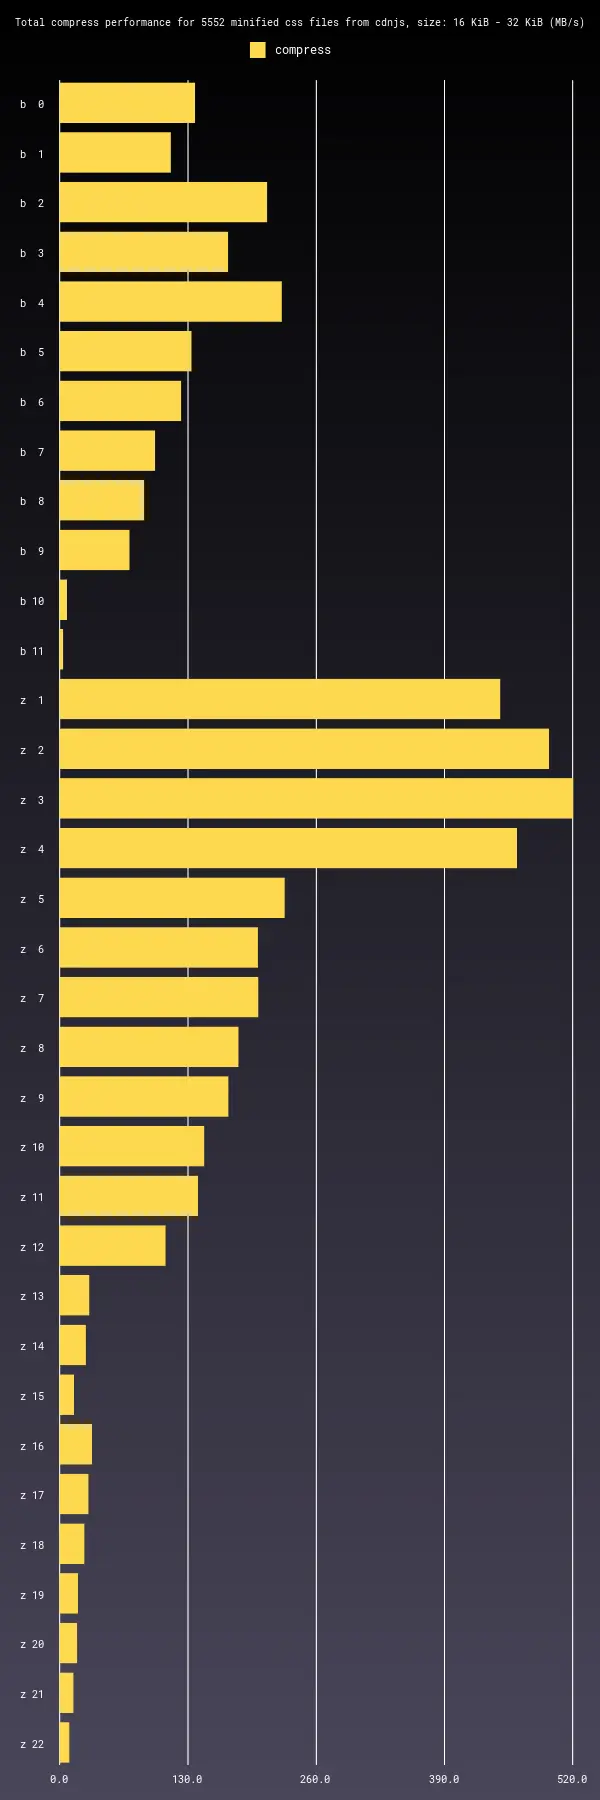 Total compress performance for 5552 minified css files from cdnjs, size: 16 KiB - 32 KiB (MB/s)
compress
b 0
b 1
b 2
b 3
b 4
b 5
b 6
b 7
b 8
b 9
b 10
b 11
z 1
z 2
z 3
z 4
z 5
z 6
z 7
z 8
z 9
z 10
z 11
z 12
z 13
z 14
z 15
z 16
z 17
z 18
z 19
z 20
z 21
z 22
0.0 130.0 260.0 390.0 520.0